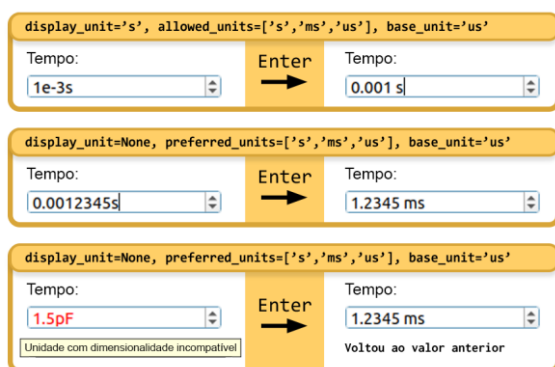 display_unit='s', allowed_units=['s','ms','us'], base_unit='us'
Tempo:
1e-3s
Enter
Tempo:
0.001 s
display_unit=None, preferred_units=['s','ms','us'], base_unit='us'
Tempo:
0.0012345s
Enter
Tempo:
1.2345 ms
display_unit=None, preferred_units=['s','ms','us'], base_unit='us'
Tempo:
1.5pF
Unidade com dimensionalidade incompatível
Enter
Tempo:
1.2345 ms
Voltou ao valor anterior